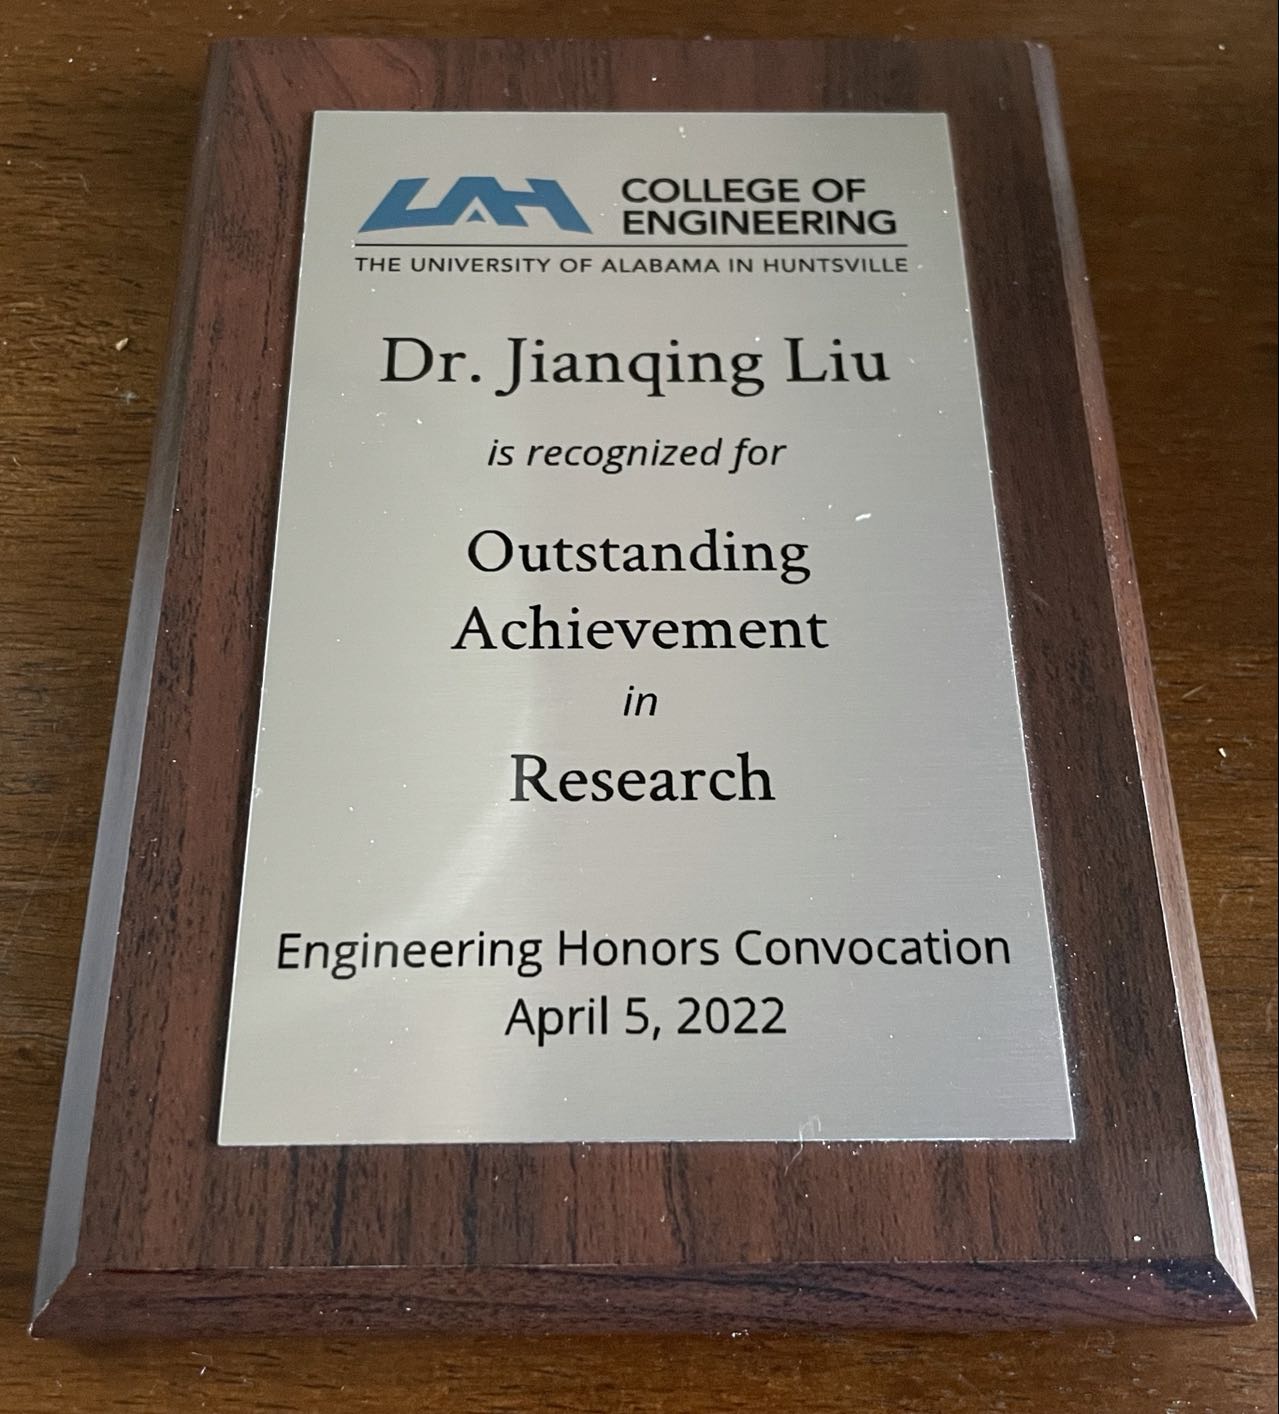 UAH COLLEGE OF
ENGINEERING
THE UNIVERSITY OF ALABAMA IN HUNTSVILLE
Dr. Jianqing Liu
is recognized for
Outstanding
Achievement
in
Research
Engineering Honors Convocation
April 5, 2022